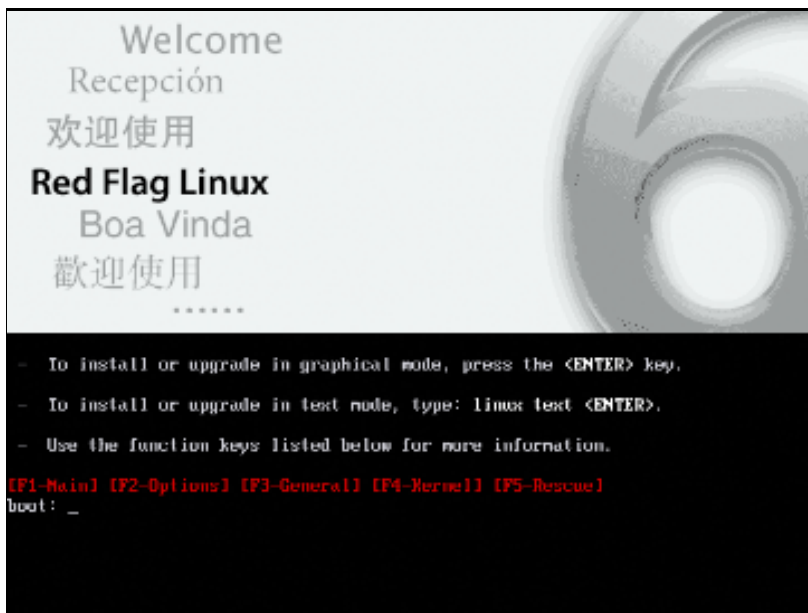 Welcome
Recepción
欢迎使用
Red Flag Linux
Boa Vinda
歡迎使用
......
6
-  To install or upgrade in graphical mode, press the <ENTER> key.
-  To install or upgrade in text mode, type: linux text <ENTER>.
-  Use the function keys listed below for more information.
[F1-Main] [F2-Options] [F3-General] [F4-Kernel] [F5-Rescue]
boot: _